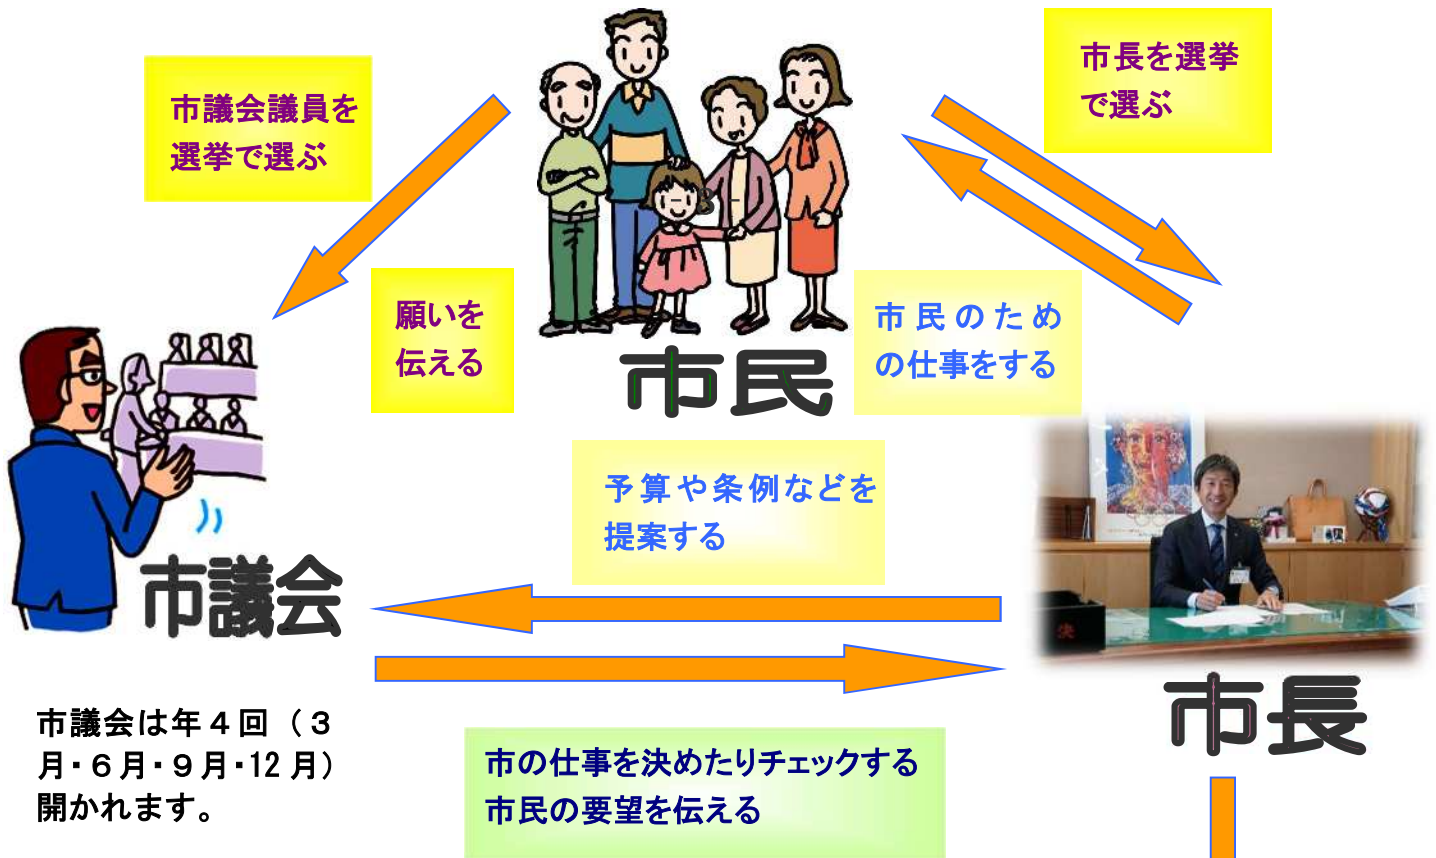 市議会議員を
選挙で選ぶ
市長を選挙
で選ぶ
願いを
伝える
市民のため
の仕事をする
市民
予算や条例などを
提案する
市議会
市長
市議会は年４回（３
月・６月・９月・12月）
開かれます。
市の仕事を決めたりチェックする
市民の要望を伝える